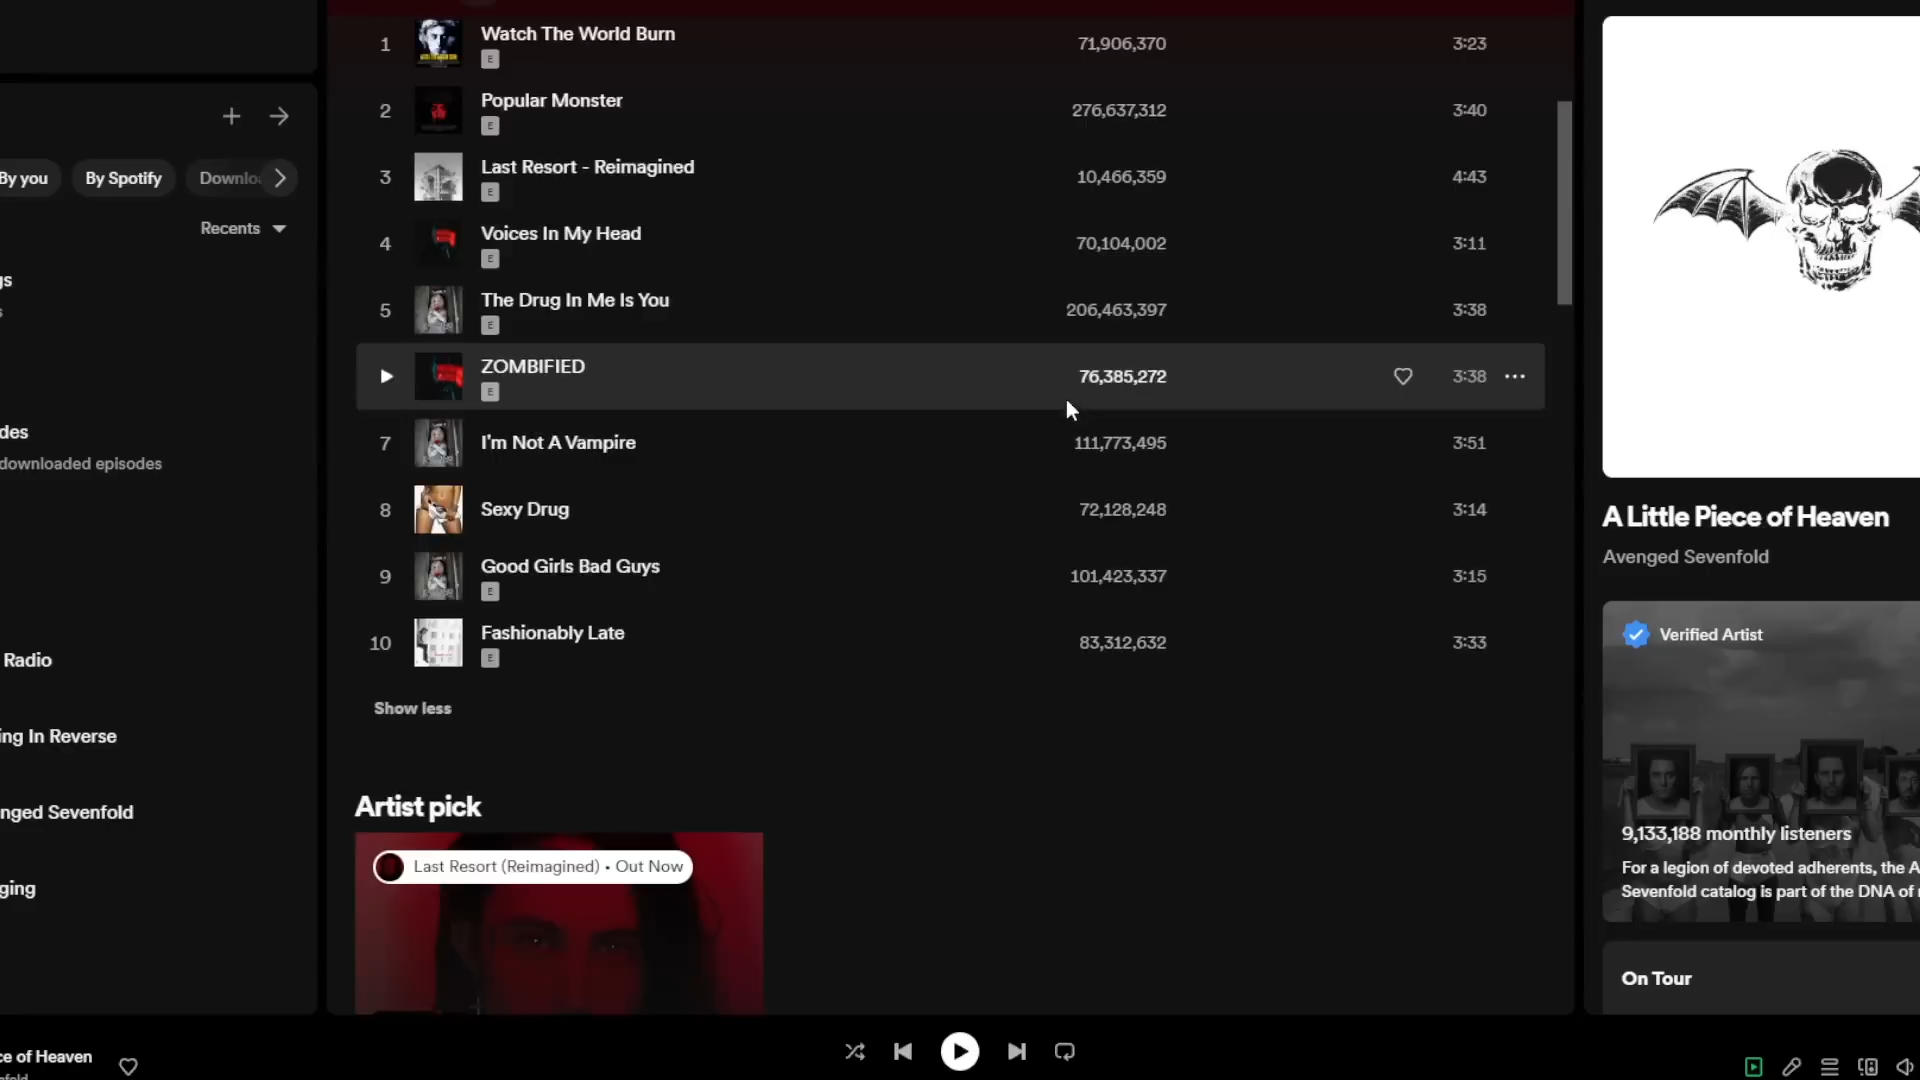 By you
By Spotify
Downlo
Recents
gs
s
des
downloaded episodes
Radio
ing In Reverse
nged Sevenfold
ging
1 Watch The World Burn 71,906,370 3:23
E
2 Popular Monster 276,637,312 3:40
E
3 Last Resort - Reimagined 10,466,359 4:43
E
4 Voices In My Head 70,104,002 3:11
E
5 The Drug In Me Is You 206,463,397 3:38
E
ZOMBIFIED 76,385,272 3:38
E
7 I'm Not A Vampire 111,773,495 3:51
8 Sexy Drug 72,128,248 3:14
9 Good Girls Bad Guys 101,423,337 3:15
E
10 Fashionably Late 83,312,632 3:33
E
Show less
Artist pick
Last Resort (Reimagined) • Out Now
A Little Piece of Heaven
Avenged Sevenfold
Verified Artist
9,133,188 monthly listeners
For a legion of devoted adherents, the A
Sevenfold catalog is part of the DNA of
On Tour
ce of Heaven